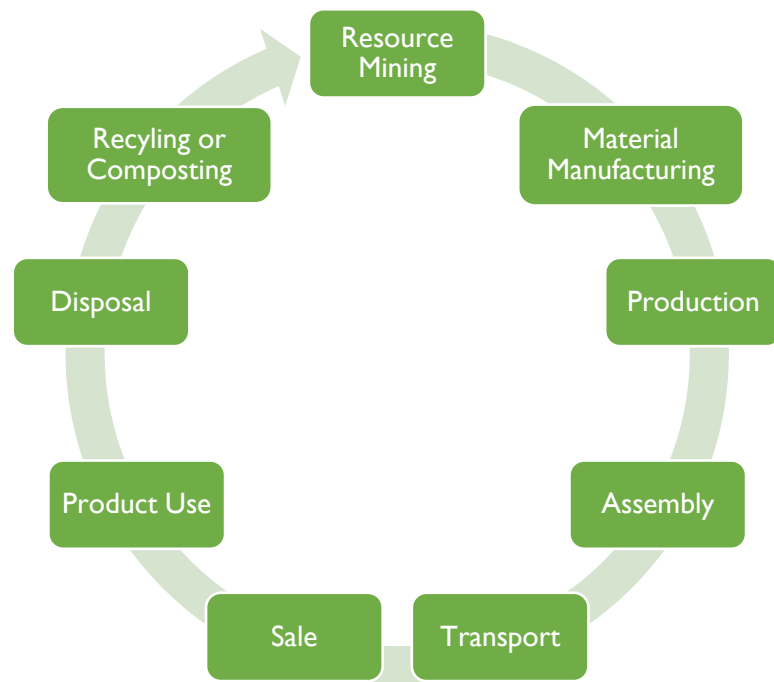 Resource
Mining
Material
Manufacturing
Production
Assembly
Transport
Sale
Product Use
Disposal
Recyling or
Composting